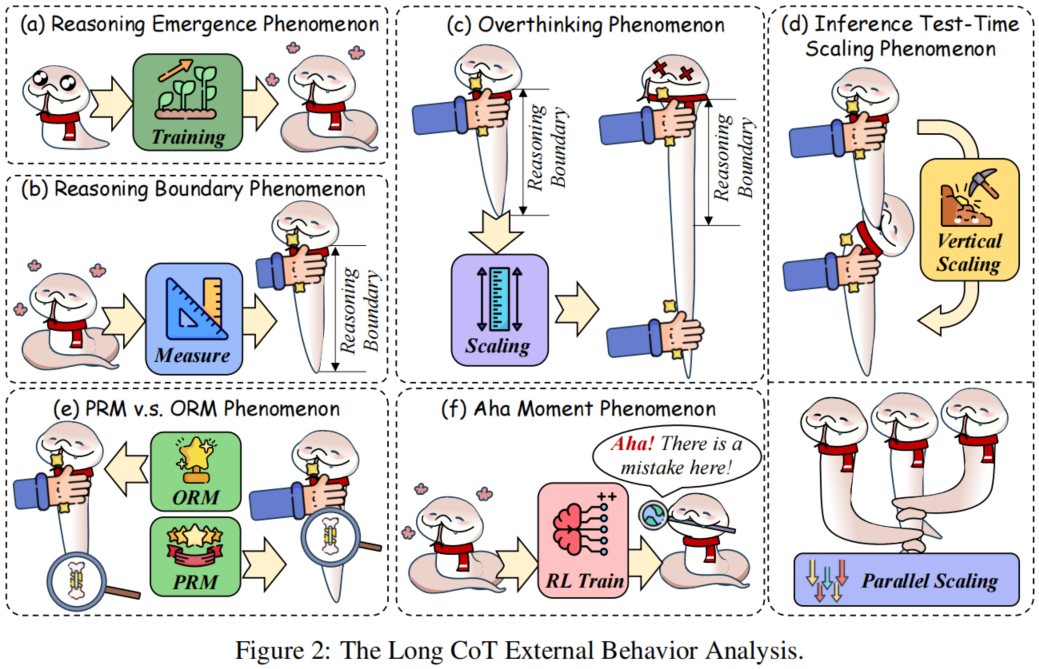 (a) Reasoning Emergence Phenomenon
Training
(b) Reasoning Boundary Phenomenon
Measure
Reasoning
Boundary
(c) Overthinking Phenomenon
Reasoning
Boundary
Scaling
Reasoning
Boundary
(d) Inference Test-Time
Scaling Phenomenon
Vertical
Scaling
Parallel Scaling
(e) PRM v.s. ORM Phenomenon
ORM
PRM
(f) Aha Moment Phenomenon
Aha! There is a
mistake here!
++
RL Train
Figure 2: The Long CoT External Behavior Analysis.